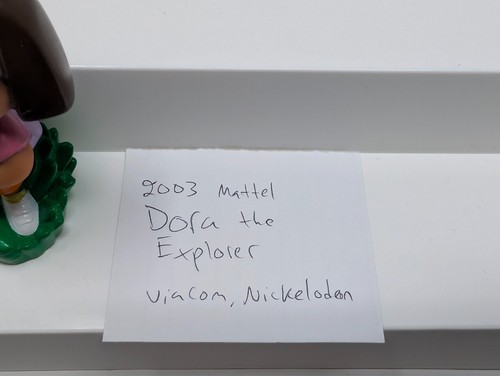 2003 Mattel
Dora the
Explorer
Viacom, Nickelodeon